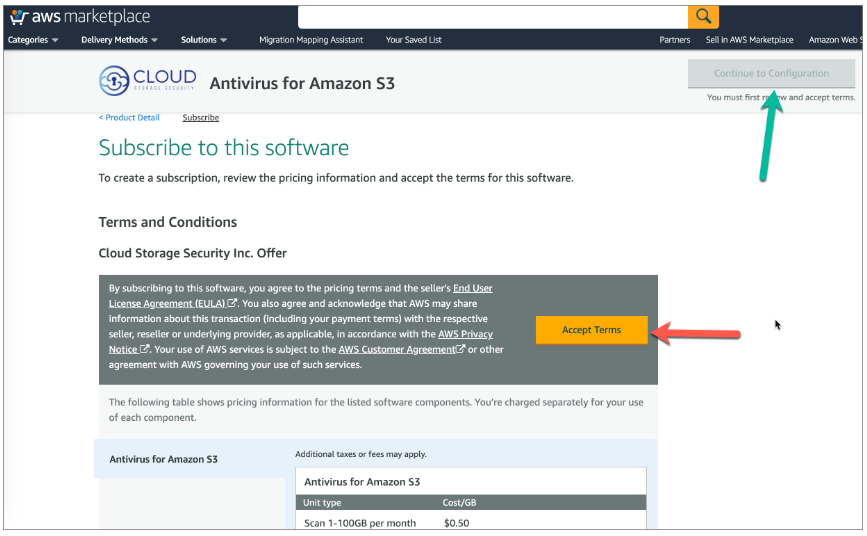 aws marketplace
Categories Delivery Methods Solutions Migration Mapping Assistant Your Saved List Partners Sell in AWS Marketplace Amazon Web S
CLOUD
STORAGE SECURITY
Antivirus for Amazon S3
Continue to Configuration
You must first review and accept terms.
< Product Detail Subscribe
Subscribe to this software
To create a subscription, review the pricing information and accept the terms for this software.
Terms and Conditions
Cloud Storage Security Inc. Offer
By subscribing to this software, you agree to the pricing terms and the seller's End User
License Agreement (EULA). You also agree and acknowledge that AWS may share
information about this transaction (including your payment terms) with the respective
seller, reseller or underlying provider, as applicable, in accordance with the AWS Privacy
Notice. Your use of AWS services is subject to the AWS Customer Agreement or other
agreement with AWS governing your use of such services.
Accept Terms
The following table shows pricing information for the listed software components. You're charged separately for your use
of each component.
Antivirus for Amazon S3
Additional taxes or fees may apply.
Antivirus for Amazon S3
Unit type Cost/GB
Scan 1-100GB per month $0.50